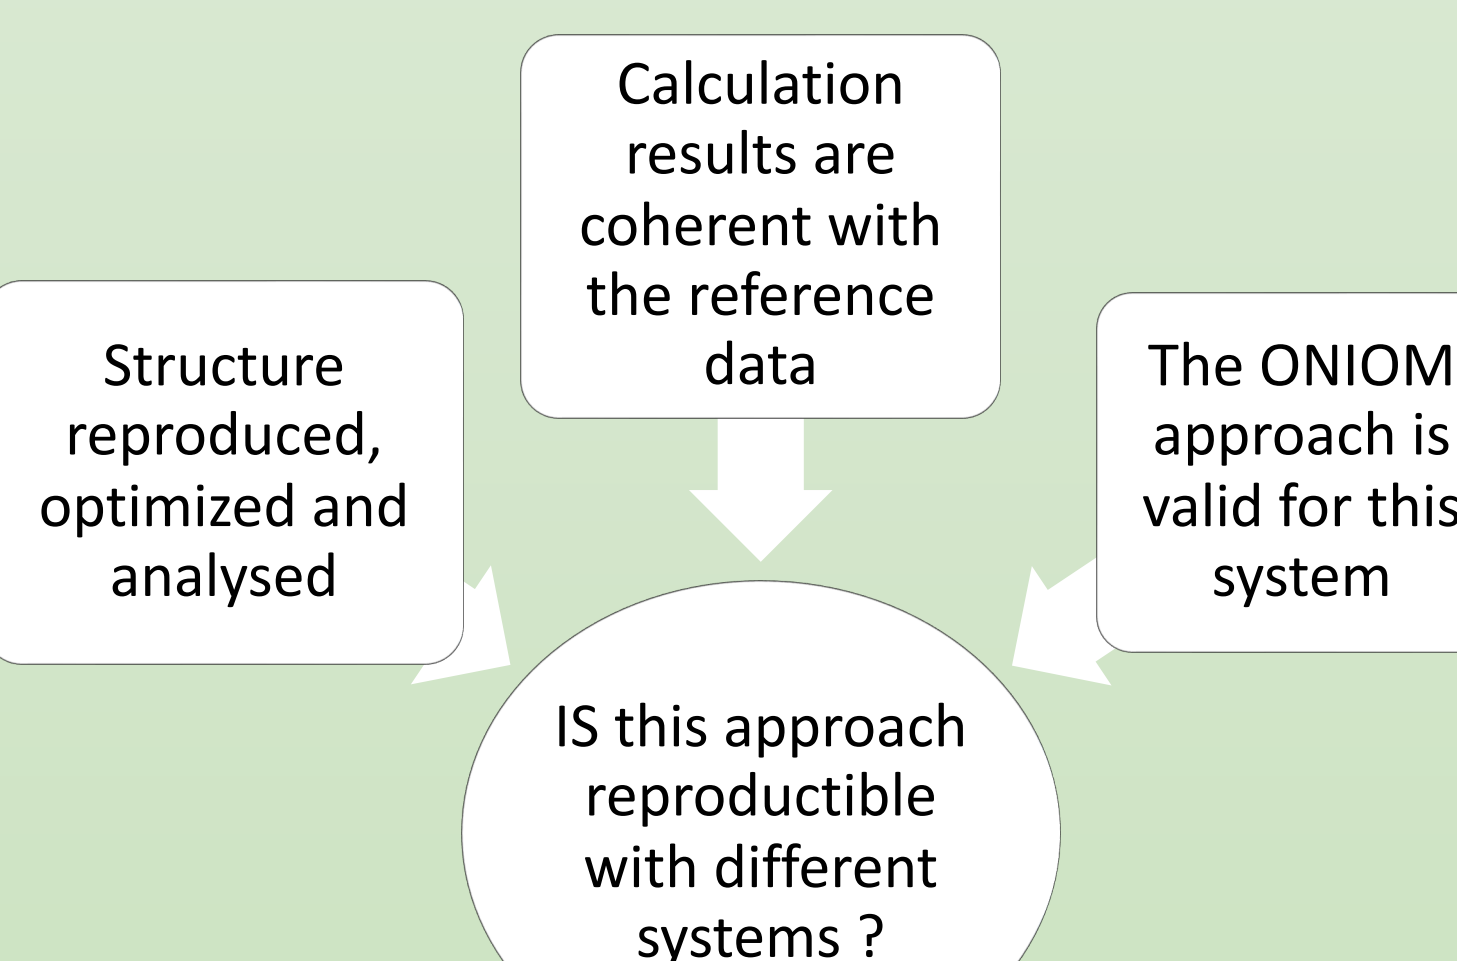 Calculation
results are
coherent with
the reference
data
Structure
reproduced,
optimized and
analysed
The ONIOM
approach is
valid for this
system
IS this approach
reproductible
with different
systems ?